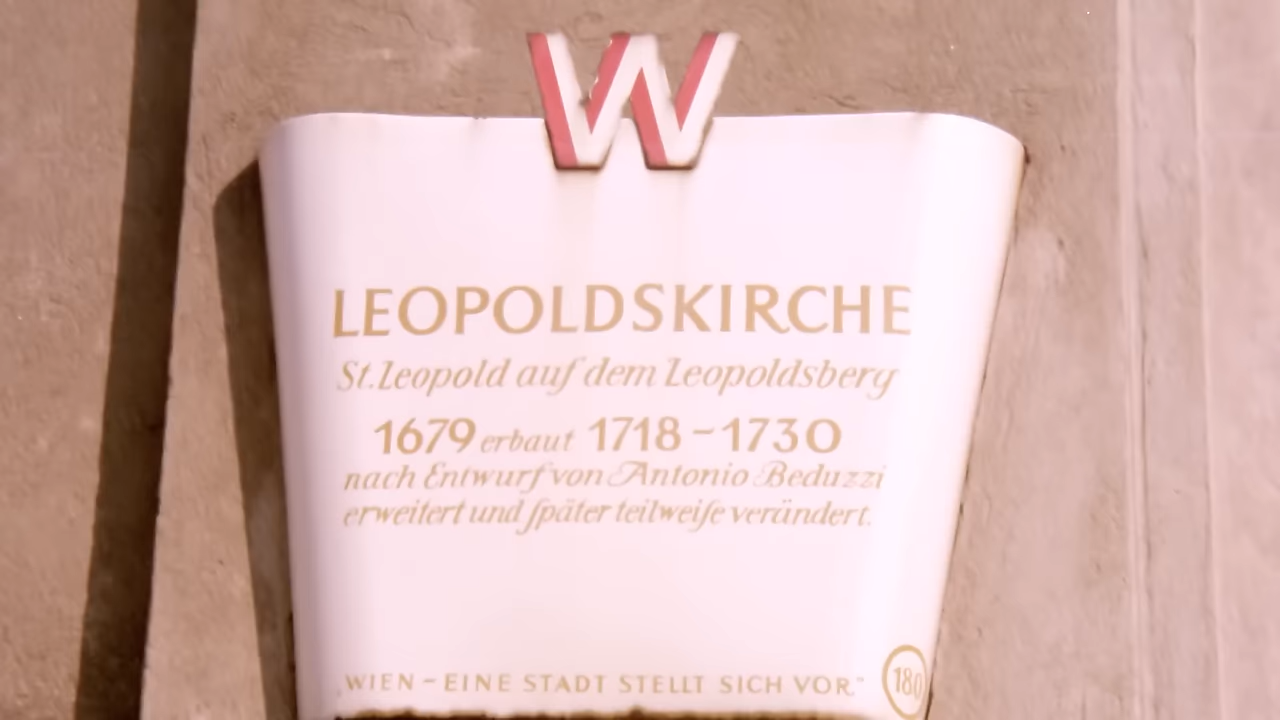 W
LEOPOLDSKIRCHE
St. Leopold auf dem Leopoldsberg
1679 erbaut 1718 – 1730
nach Entwurf von Antonio Beduzzi
erweitert und ſpäter teilweiſe verändert.
„WIEN – EINE STADT STELLT SICH VOR.“
180